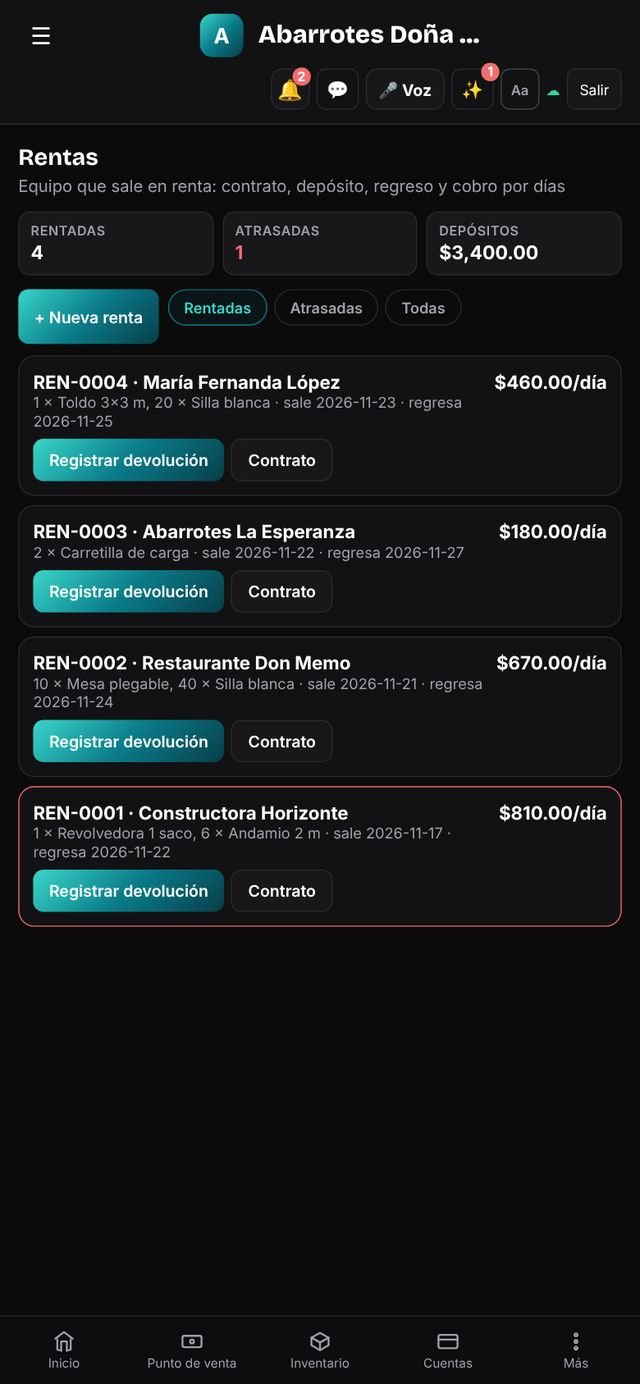 ☰ A Abarrotes Doña ...
🔔 2 💬 🎤 Voz ✨ 1 Aa ☁ Salir
Rentas
Equipo que sale en renta: contrato, depósito, regreso y cobro por días
RENTADAS
4
ATRASADAS
1
DEPÓSITOS
$3,400.00
+ Nueva renta
Rentadas
Atrasadas
Todas
REN-0004 · María Fernanda López $460.00/día
1 × Toldo 3×3 m, 20 × Silla blanca · sale 2026-11-23 · regresa
2026-11-25
Registrar devolución Contrato
REN-0003 · Abarrotes La Esperanza $180.00/día
2 × Carretilla de carga · sale 2026-11-22 · regresa 2026-11-27
Registrar devolución Contrato
REN-0002 · Restaurante Don Memo $670.00/día
10 × Mesa plegable, 40 × Silla blanca · sale 2026-11-21 · regresa
2026-11-24
Registrar devolución Contrato
REN-0001 · Constructora Horizonte $810.00/día
1 × Revolvedora 1 saco, 6 × Andamio 2 m · sale 2026-11-17 ·
regresa 2026-11-22
Registrar devolución Contrato
Inicio
Punto de venta
Inventario
Cuentas
Más